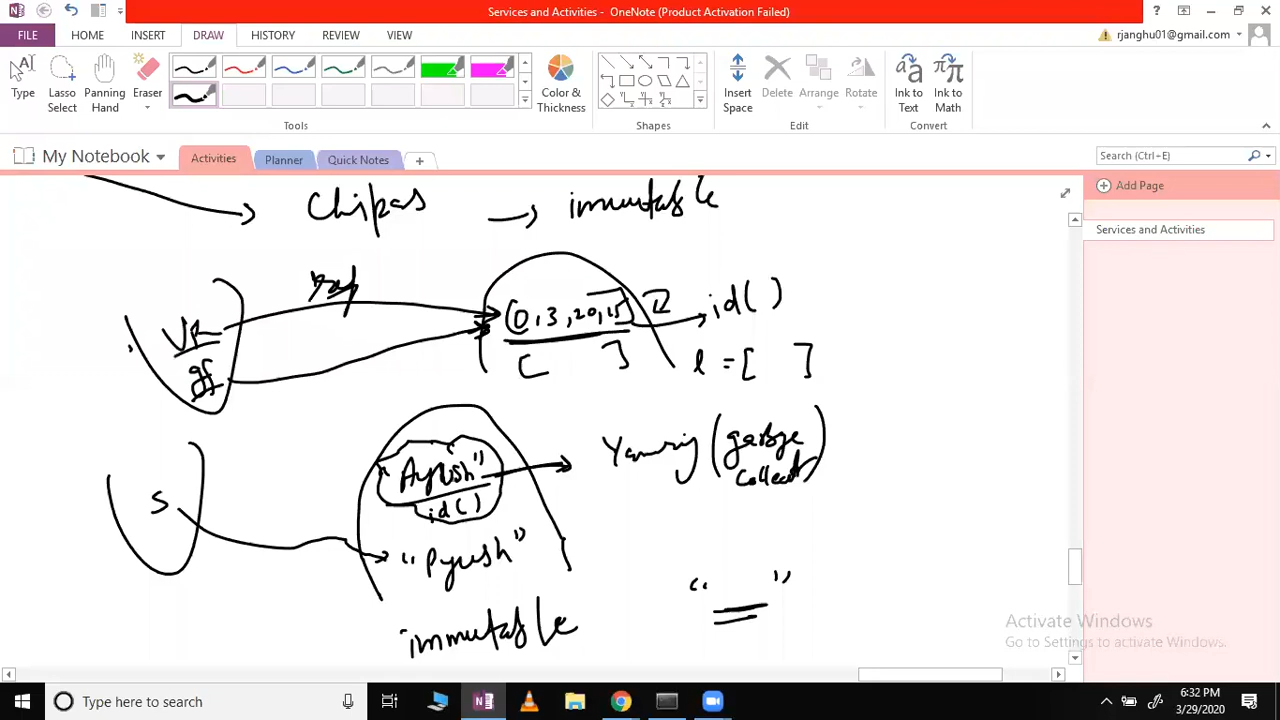 Services and Activities - OneNote (Product Activation Failed)
FILE HOME INSERT DRAW HISTORY REVIEW VIEW
rjanghu01@gmail.com
Type Lasso Select Panning Hand Eraser
Color & Thickness
Insert Space Delete Arrange Rotate
Ink to Text Ink to Math
Tools Shapes Edit Convert
My Notebook Activities Planner Quick Notes
Search (Ctrl+E)
Add Page
Services and Activities
immutable
(0,3,20,15) id( )
[ ] l = [ ]
gf
"Ayush" (garbge
collect)
id( )
s
"Pyush"
" "
immutable
Activate Windows
Go to Settings to activate Windows.
Type here to search
6:32 PM
3/29/2020